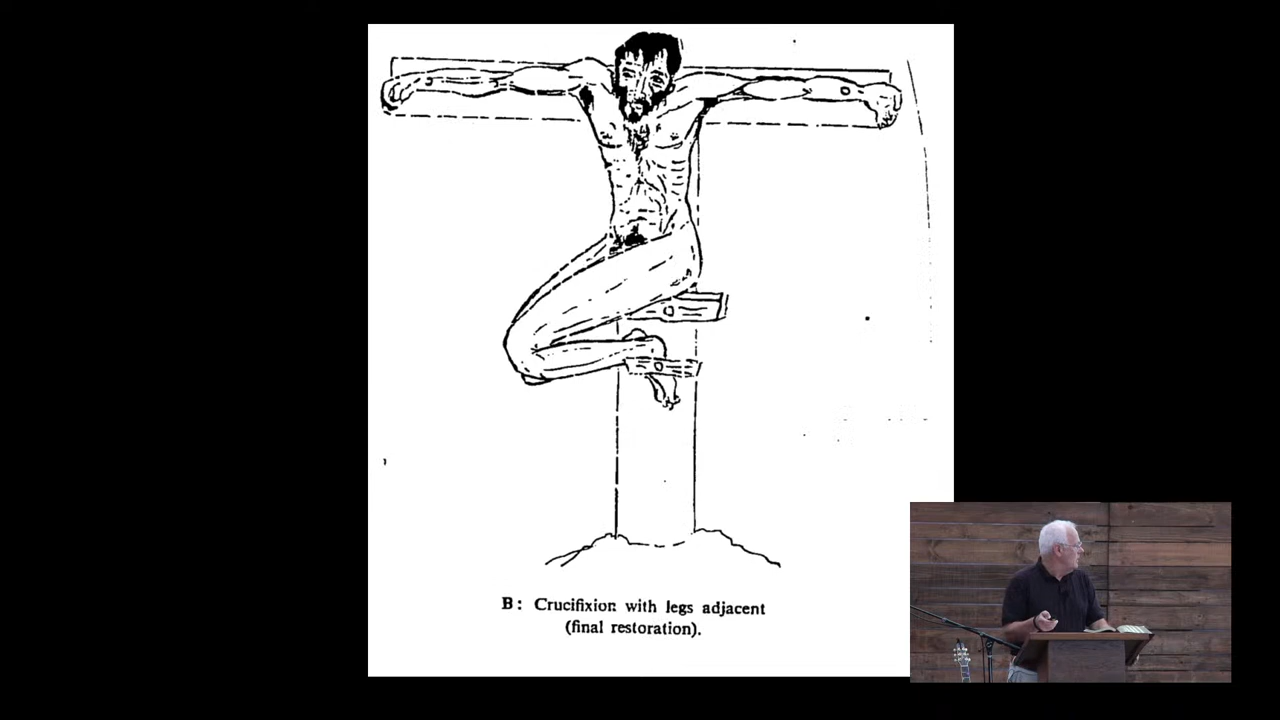 B: Crucifixion with legs adjacent
(final restoration).